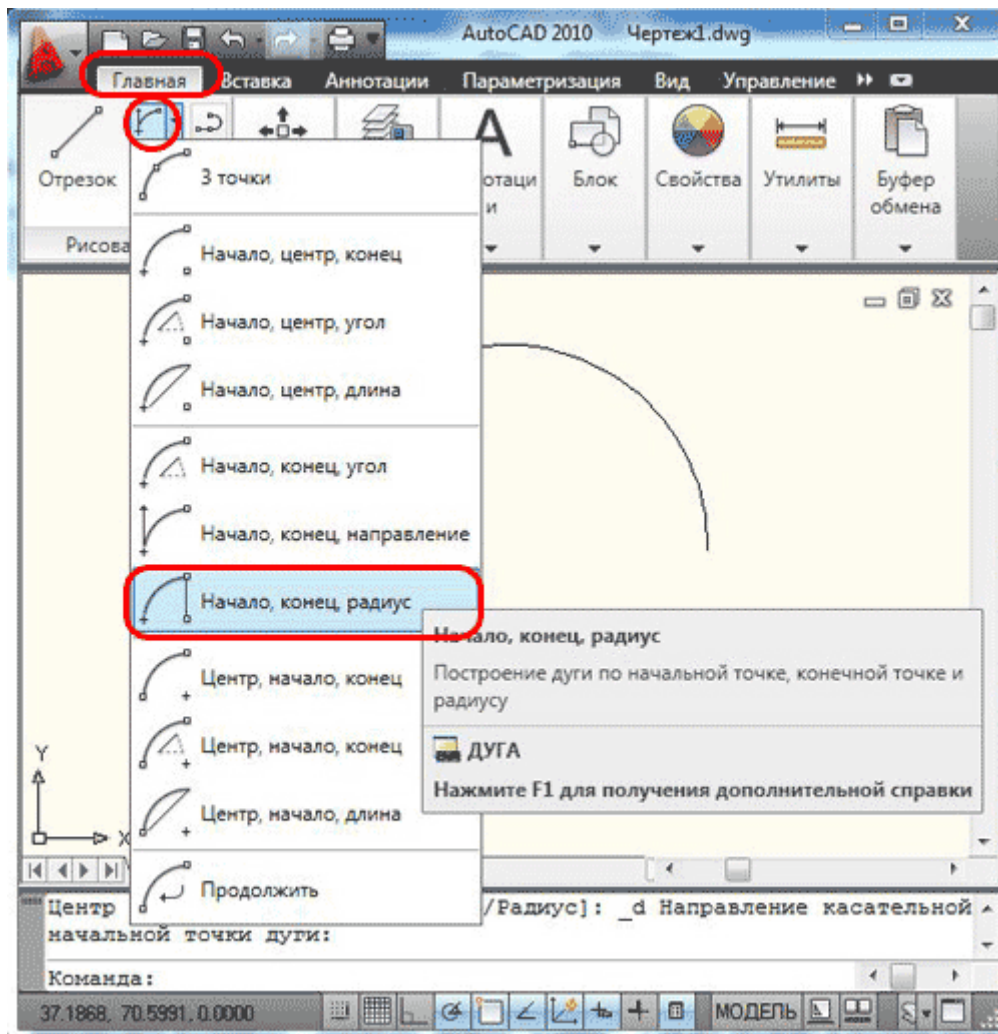 AutoCAD 2010 Чертеж1.dwg
Главная Вставка Аннотации Параметризация Вид Управление
Отрезок
A
отаци
и
Блок
Свойства
Утилиты
Буфер
обмена
Рисова
3 точки
Начало, центр, конец
Начало, центр, угол
Начало, центр, длина
Начало, конец, угол
Начало, конец, направление
Начало, конец, радиус
Центр, начало, конец
Центр, начало, конец
Центр, начало, длина
Продолжить
Начало, конец, радиус
Построение дуги по начальной точке, конечной точке и
радиусу
ДУГА
Нажмите F1 для получения дополнительной справки
Y
X
Центр /Радиус]: _d Направление касательной
начальной точки дуги:
Команда:
37.1868, 70.5991, 0.0000 МОДЕЛЬ